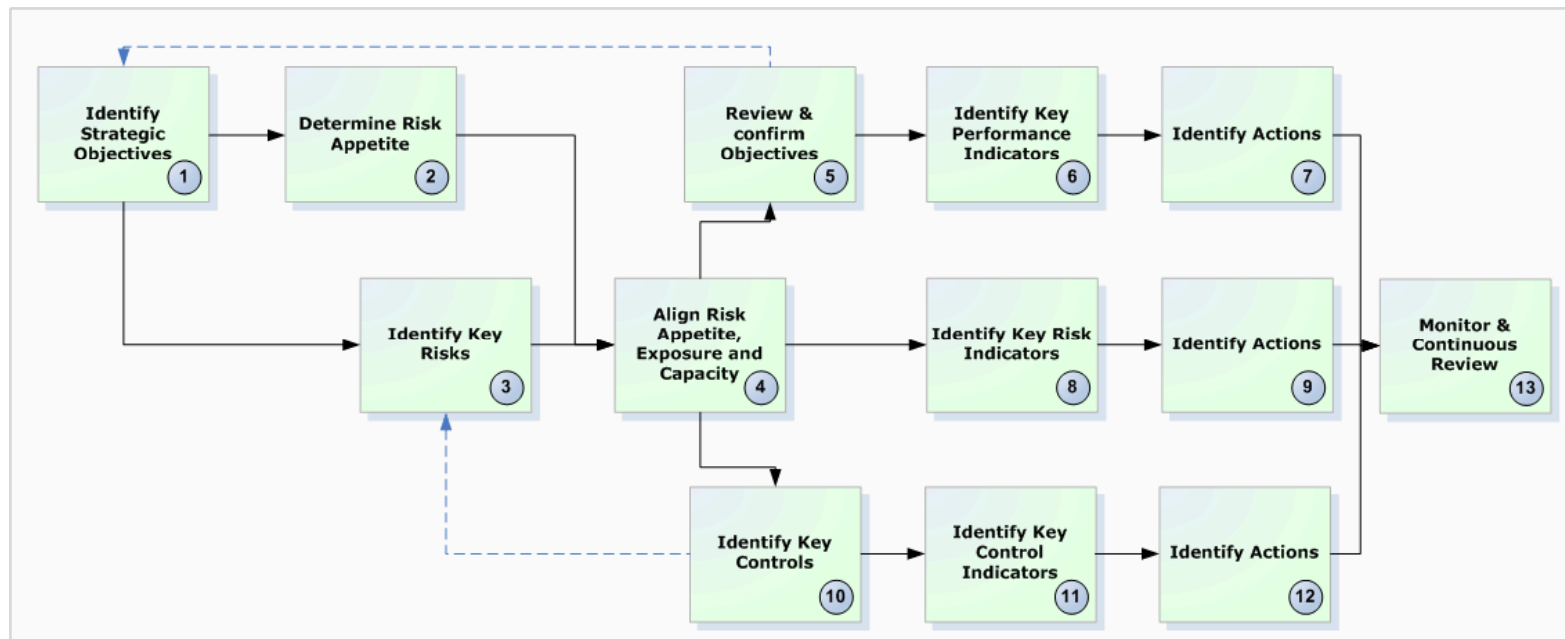 Identify
Strategic
Objectives
1
Determine Risk
Appetite
2
Identify Key
Risks
3
Align Risk
Appetite,
Exposure and
Capacity
4
Review &
confirm
Objectives
5
Identify Key
Performance
Indicators
6
Identify Actions
7
Identify Key Risk
Indicators
8
Identify Actions
9
Identify Key
Controls
10
Identify Key
Control
Indicators
11
Identify Actions
12
Monitor &
Continuous
Review
13